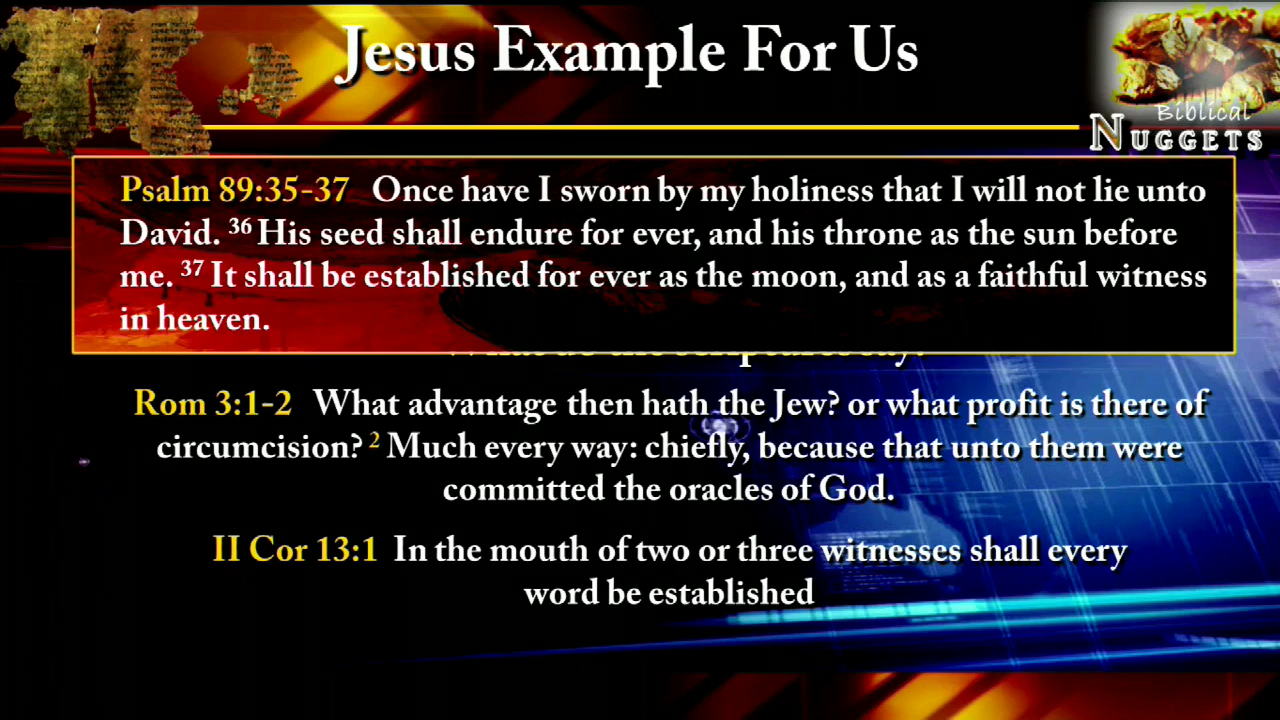 Jesus Example For Us
Biblical
NUGGETS
Psalm 89:35-37 Once have I sworn by my holiness that I will not lie unto
David. 36 His seed shall endure for ever, and his throne as the sun before
me. 37 It shall be established for ever as the moon, and as a faithful witness
in heaven.
Rom 3:1-2 What advantage then hath the Jew? or what profit is there of
circumcision? 2 Much every way: chiefly, because that unto them were
committed the oracles of God.
II Cor 13:1 In the mouth of two or three witnesses shall every
word be established